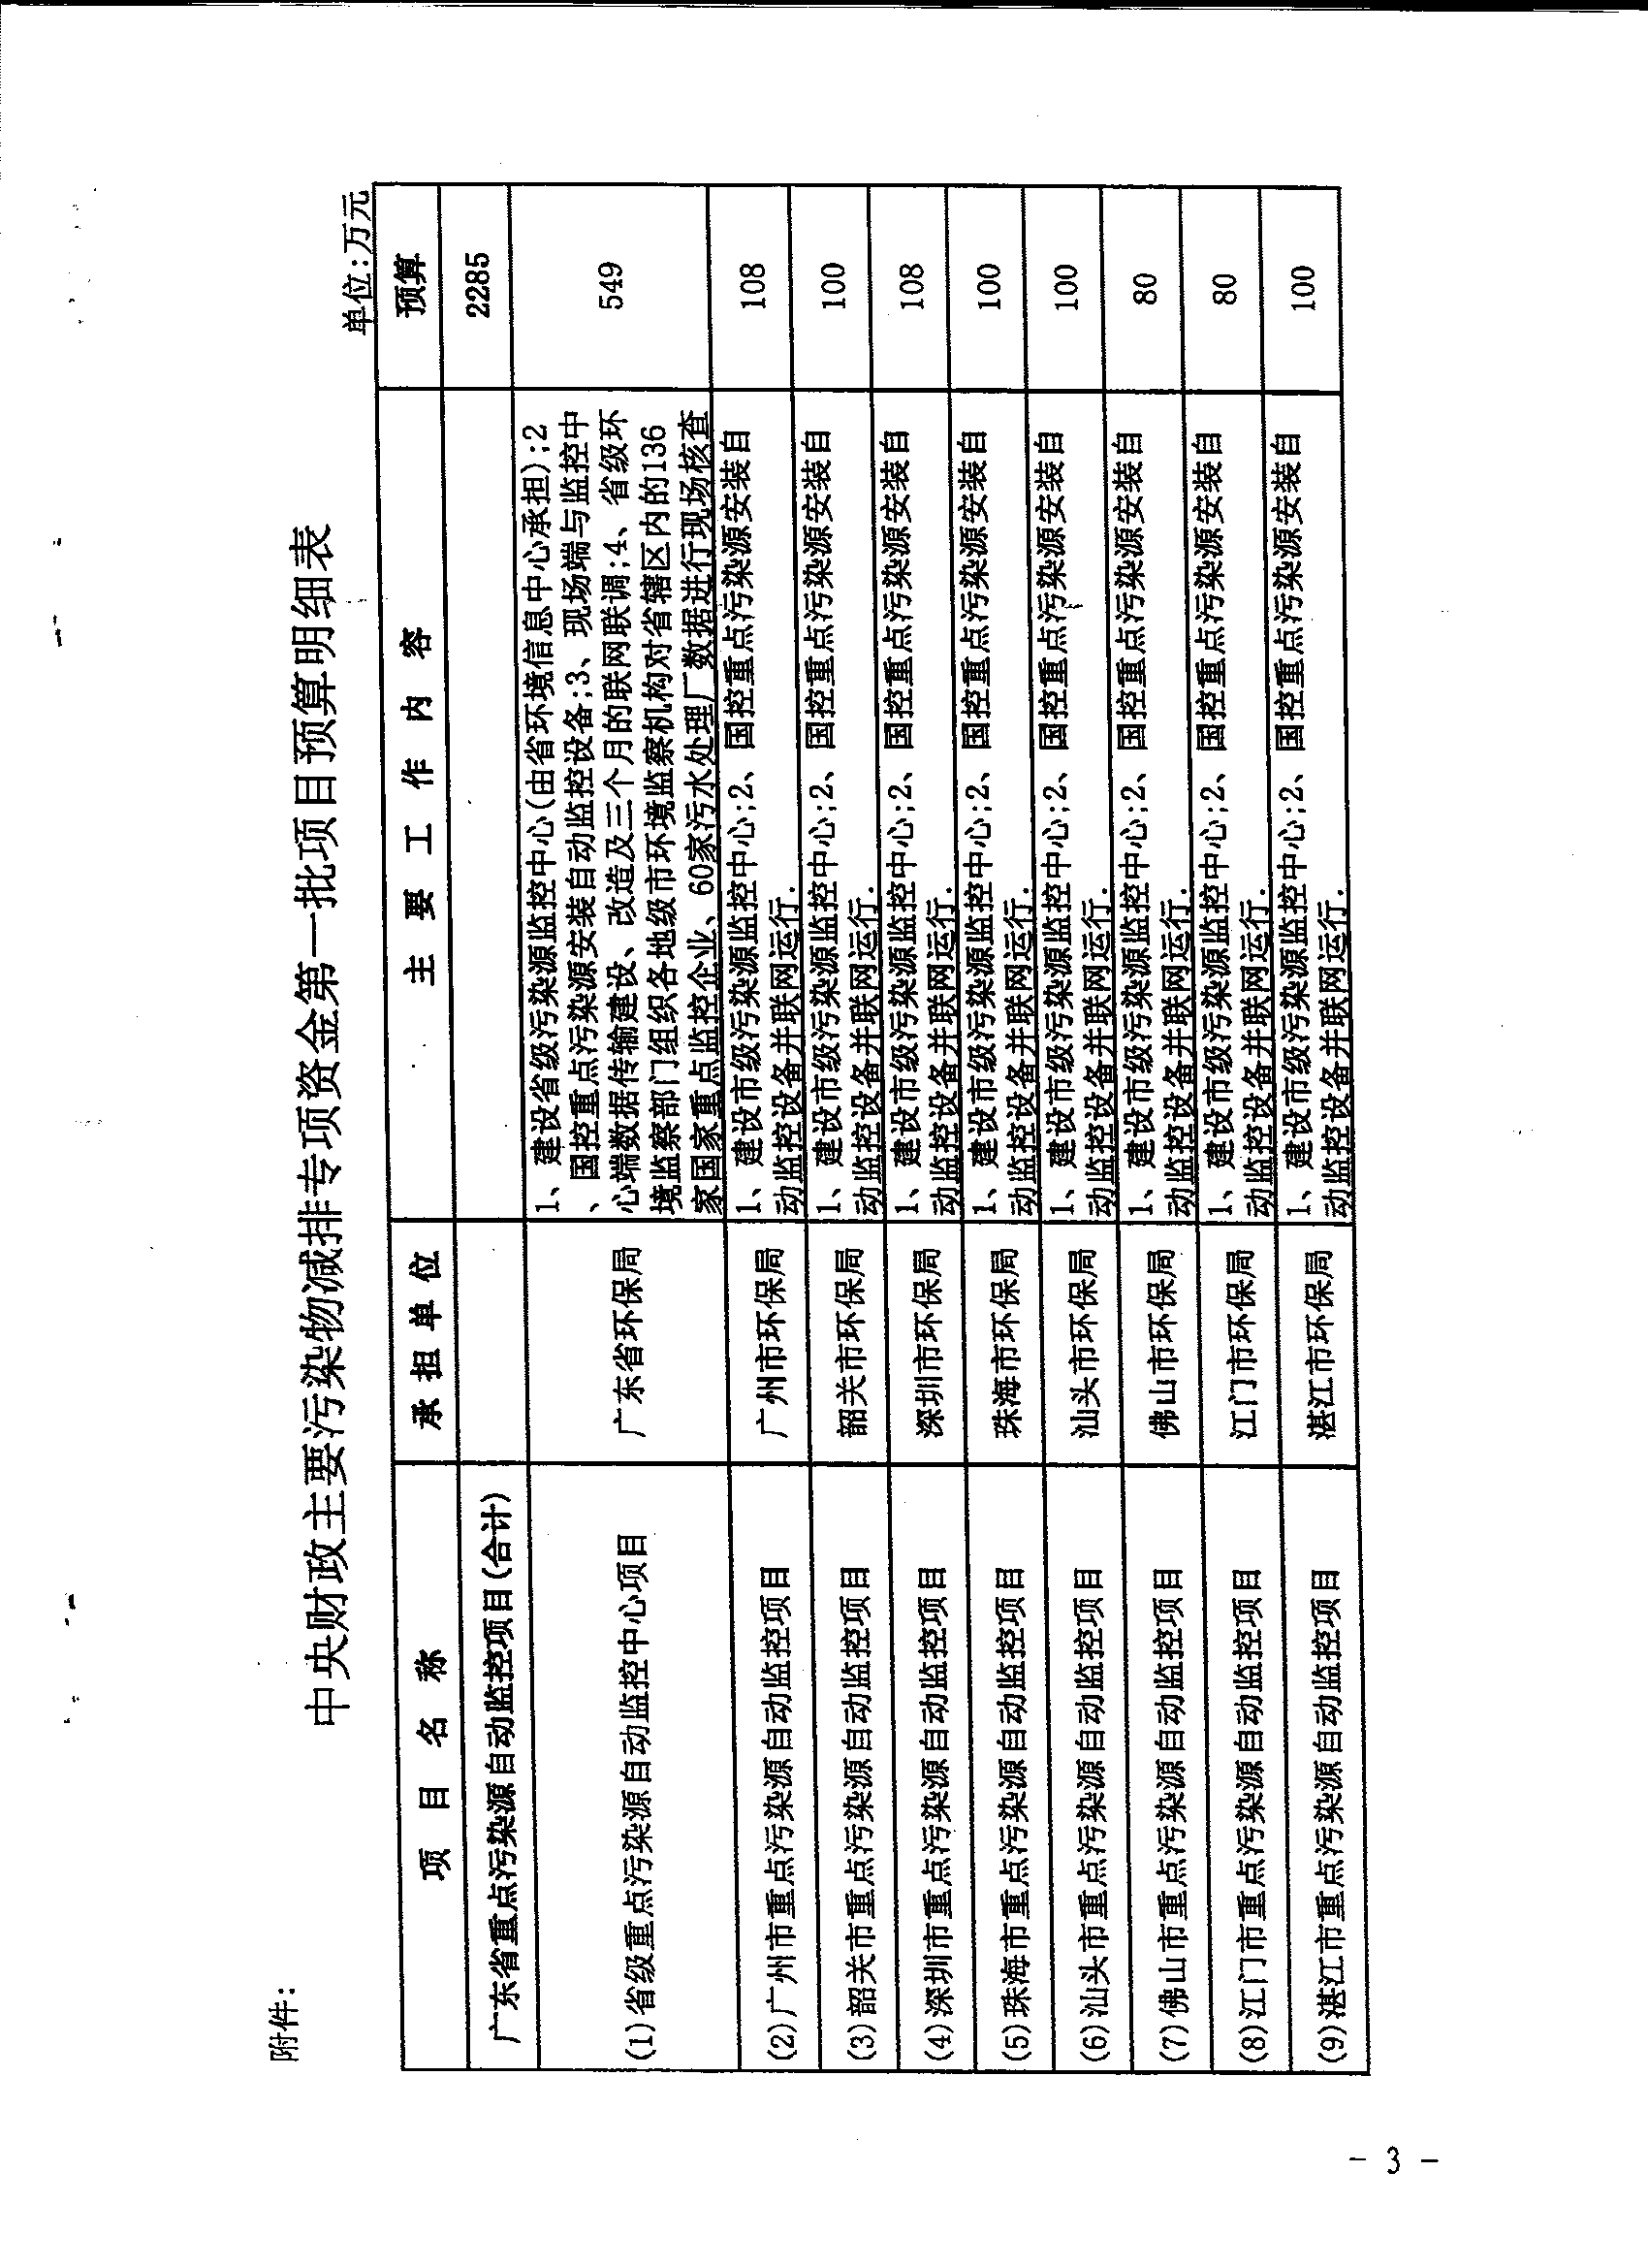 附件:
中央财政主要污染物减排专项资金第一批项目预算明细表
单位:万元
项 目 名 称 承 担 单 位 主 要 工 作 内 容 预算
广东省重点污染源自动监控项目(合计) 2285
(1)省级重点污染源自动监控中心项目 广东省环保局 1、建设省级污染源监控中心(由省环境信息中心承担);2
、国控重点污染源安装自动监控设备;3、现场端与监控中
心端数据传输建设、改造及三个月的联网联调;4、省级环
境监察部门组织各地级市环境监察机构对省辖区内的136
家国家重点监控企业、60家污水处理厂数据进行现场核查 549
(2)广州市重点污染源自动监控项目 广州市环保局 1、建设市级污染源监控中心;2、国控重点污染源安装自
动监控设备并联网运行. 108
(3)韶关市重点污染源自动监控项目 韶关市环保局 1、建设市级污染源监控中心;2、国控重点污染源安装自
动监控设备并联网运行. 100
(4)深圳市重点污染源自动监控项目 深圳市环保局 1、建设市级污染源监控中心;2、国控重点污染源安装自
动监控设备并联网运行. 108
(5)珠海市重点污染源自动监控项目 珠海市环保局 1、建设市级污染源监控中心;2、国控重点污染源安装自
动监控设备并联网运行. 100
(6)汕头市重点污染源自动监控项目 汕头市环保局 1、建设市级污染源监控中心;2、国控重点污染源安装自
动监控设备并联网运行. 100
(7)佛山市重点污染源自动监控项目 佛山市环保局 1、建设市级污染源监控中心;2、国控重点污染源安装自
动监控设备并联网运行. 80
(8)江门市重点污染源自动监控项目 江门市环保局 1、建设市级污染源监控中心;2、国控重点污染源安装自
动监控设备并联网运行. 80
(9)湛江市重点污染源自动监控项目 湛江市环保局 1、建设市级污染源监控中心;2、国控重点污染源安装自
动监控设备并联网运行. 100
- 3 -